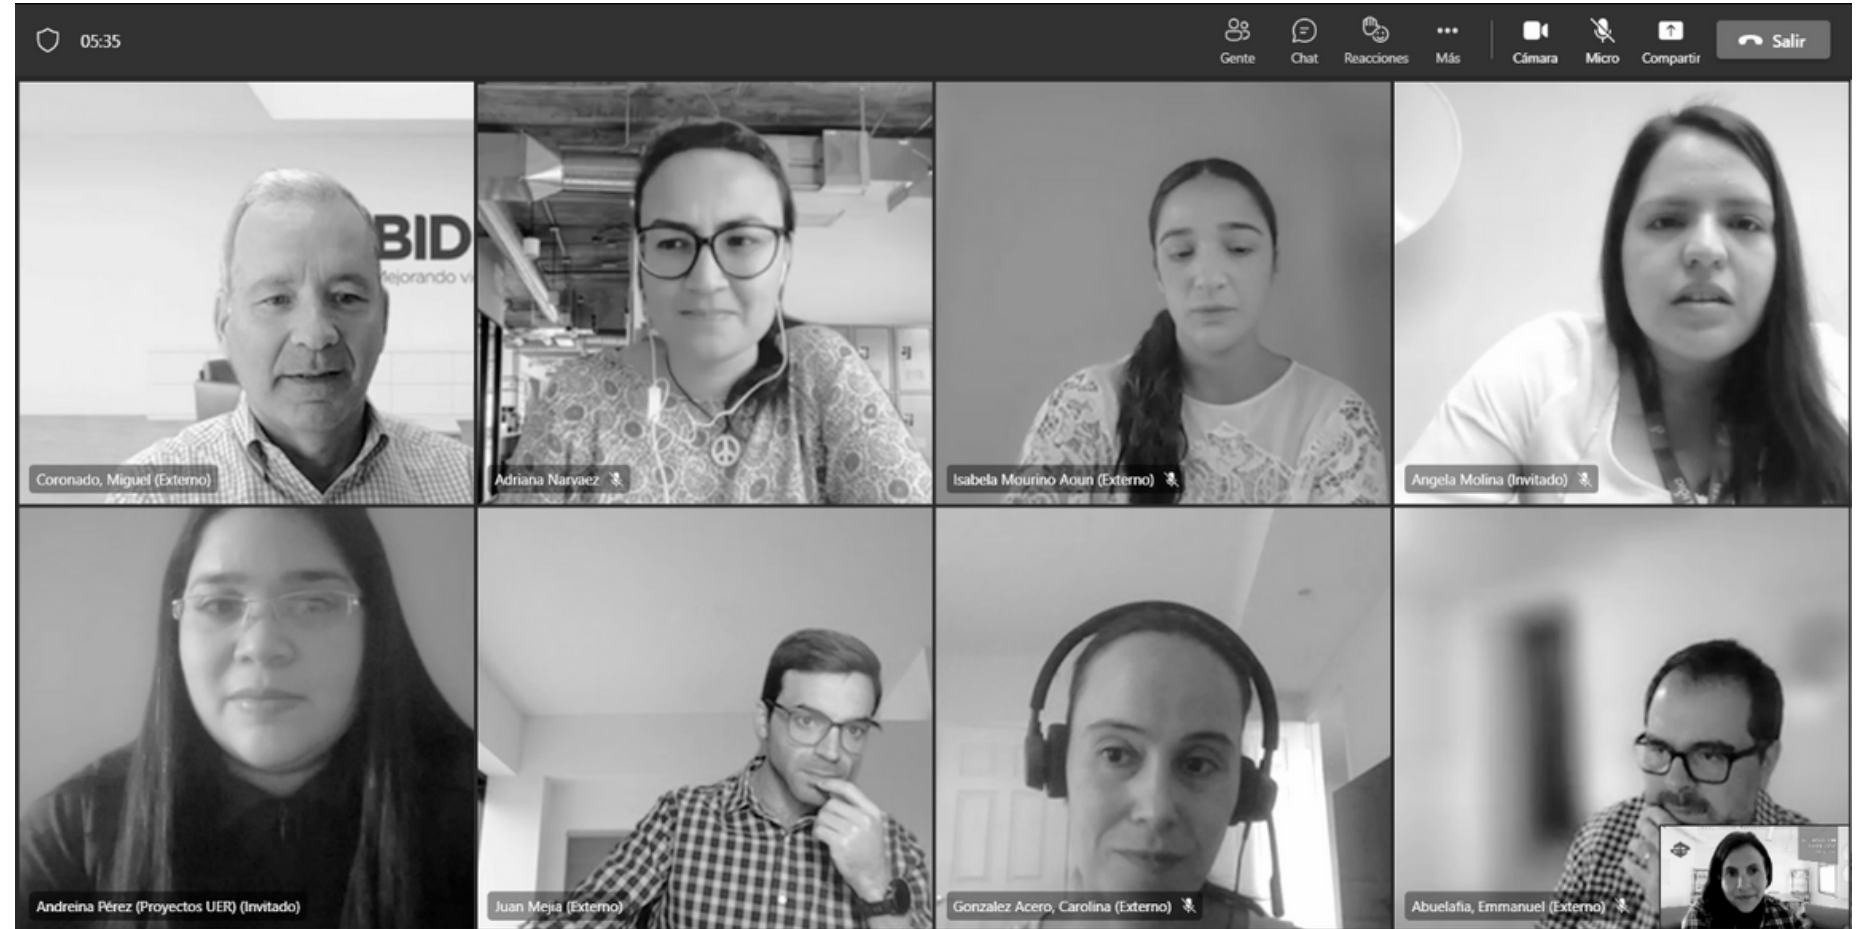 05:35
Gente
Chat
Reacciones
Más
Cámara
Micro
Compartir
Salir
BID
Mejorando vi
Coronado, Miguel (Externo)
Adriana Narvaez
Isabela Mourino Aoun (Externo)
Angela Molina (Invitado)
Andreina Pérez (Proyectos UER) (Invitado)
Juan Mejia (Externo)
Gonzalez Acero, Carolina (Externo)
Abuelafia, Emmanuel (Externo)